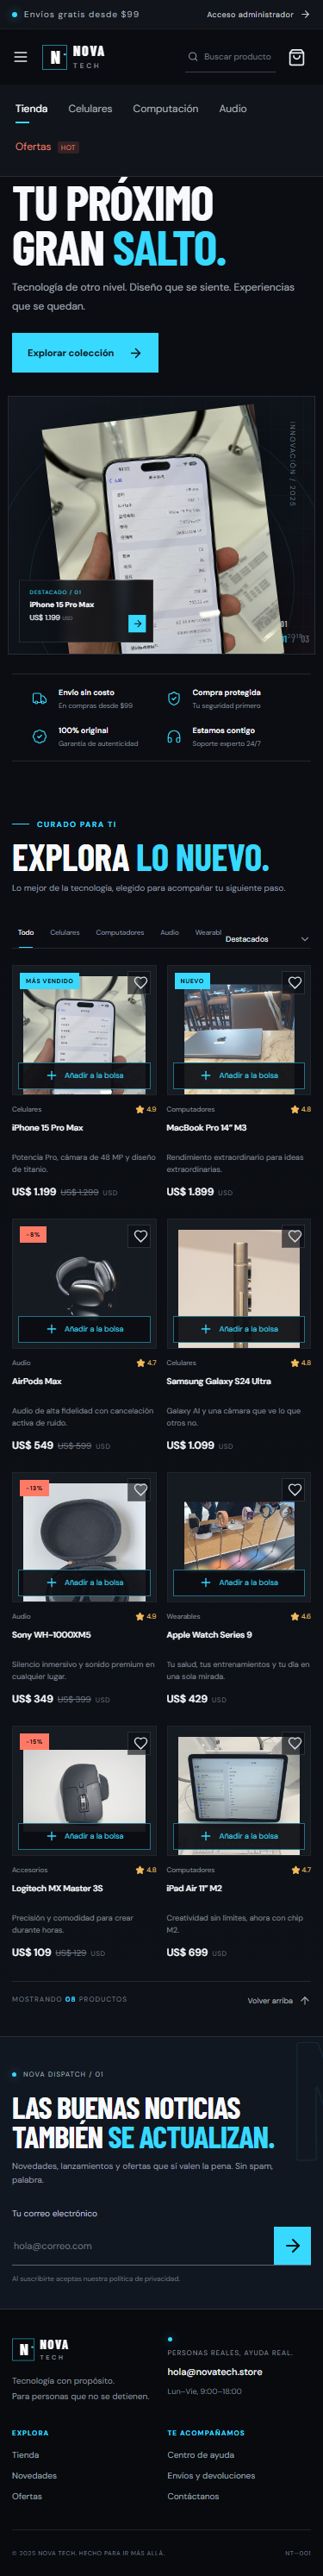 Envíos gratis desde $99
Acceso administrador
NOVA
TECH
Buscar producto
Tienda Celulares Computación Audio
Ofertas HOT
TU PRÓXIMO
GRAN SALTO.
Tecnología de otro nivel. Diseño que se siente. Experiencias
que se quedan.
Explorar colección
INNOVACIÓN / 2025
DESTACADO / 01
iPhone 15 Pro Max
US$ 1.199 USD
01
/ 03
Envío sin costo
En compras desde $99
Compra protegida
Tu seguridad primero
100% original
Garantía de autenticidad
Estamos contigo
Soporte experto 24/7
CURADO PARA TI
EXPLORA LO NUEVO.
Lo mejor de la tecnología, elegido para acompañar tu siguiente paso.
Todo Celulares Computadores Audio Wearabl
Destacados
MÁS VENDIDO
Añadir a la bolsa
Celulares 4.9
iPhone 15 Pro Max
Potencia Pro, cámara de 48 MP y diseño
de titanio.
US$ 1.199 US$ 1.299 USD
NUEVO
Añadir a la bolsa
Computadores 4.8
MacBook Pro 14” M3
Rendimiento extraordinario para ideas
extraordinarias.
US$ 1.899 USD
-8%
Añadir a la bolsa
Audio 4.7
AirPods Max
Audio de alta fidelidad con cancelación
activa de ruido.
US$ 549 US$ 599 USD
Añadir a la bolsa
Celulares 4.8
Samsung Galaxy S24 Ultra
Galaxy AI y una cámara que ve lo que
otros no.
US$ 1.099 USD
-13%
Añadir a la bolsa
Audio 4.9
Sony WH-1000XM5
Silencio inmersivo y sonido premium en
cualquier lugar.
US$ 349 US$ 399 USD
Añadir a la bolsa
Wearables 4.6
Apple Watch Series 9
Tu salud, tus entrenamientos y tu día en
una sola mirada.
US$ 429 USD
-15%
Añadir a la bolsa
Accesorios 4.8
Logitech MX Master 3S
Precisión y comodidad para crear
durante horas.
US$ 109 US$ 129 USD
Añadir a la bolsa
Computadores 4.7
iPad Air 11” M2
Creatividad sin límites, ahora con chip
M2.
US$ 699 USD
MOSTRANDO 08 PRODUCTOS
Volver arriba
NOVA DISPATCH / 01
LAS BUENAS NOTICIAS
TAMBIÉN SE ACTUALIZAN.
Novedades, lanzamientos y ofertas que sí valen la pena. Sin spam,
palabra.
Tu correo electrónico
hola@correo.com
Al suscribirte aceptas nuestra política de privacidad.
N NOVA
TECH
Tecnología con propósito.
Para personas que no se detienen.
PERSONAS REALES, AYUDA REAL.
hola@novatech.store
Lun–Vie, 9:00–18:00
EXPLORA
Tienda
Novedades
Ofertas
TE ACOMPAÑAMOS
Centro de ayuda
Envíos y devoluciones
Contáctanos
© 2025 NOVA TECH. HECHO PARA IR MÁS ALLÁ.
NT—001